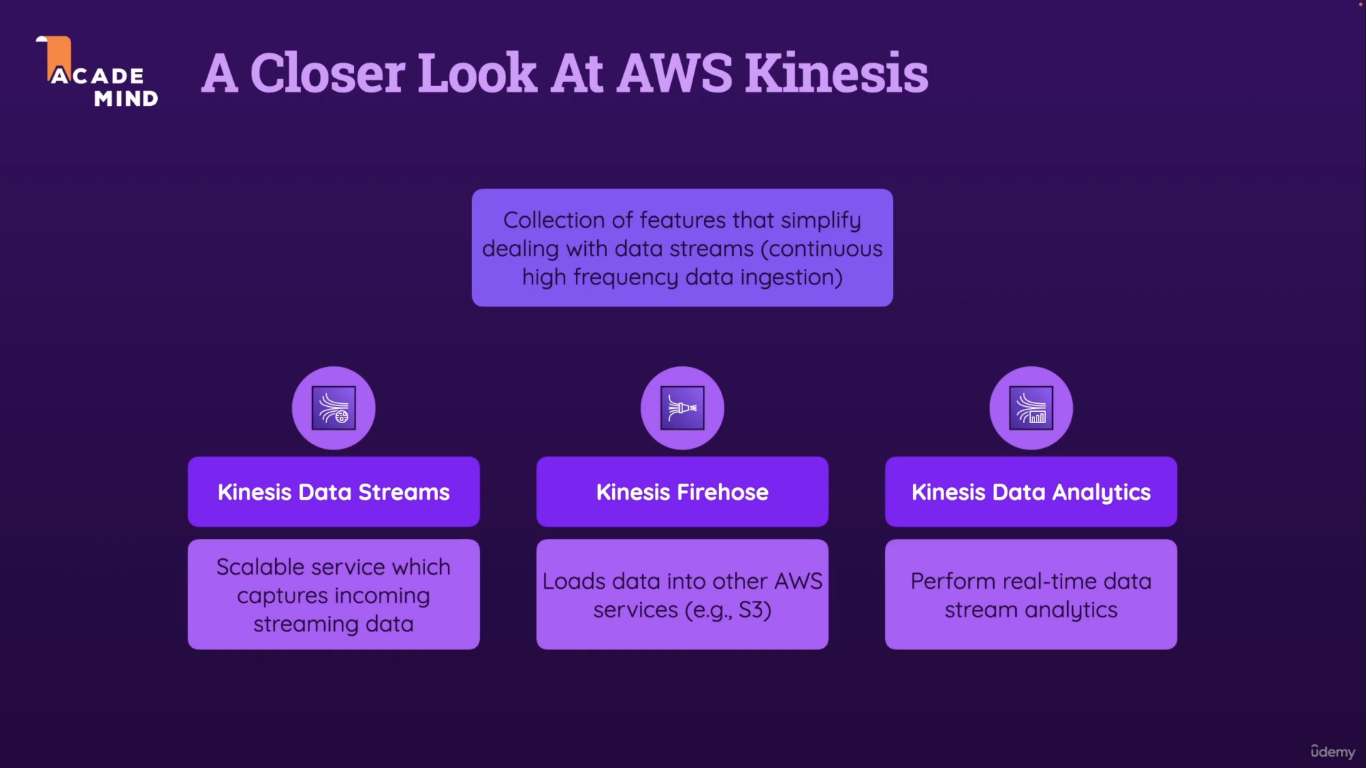 ACADE
MIND
A Closer Look At AWS Kinesis
Collection of features that simplify
dealing with data streams (continuous
high frequency data ingestion)
Kinesis Data Streams
Scalable service which
captures incoming
streaming data
Kinesis Firehose
Loads data into other AWS
services (e.g., S3)
Kinesis Data Analytics
Perform real-time data
stream analytics
ûdemy